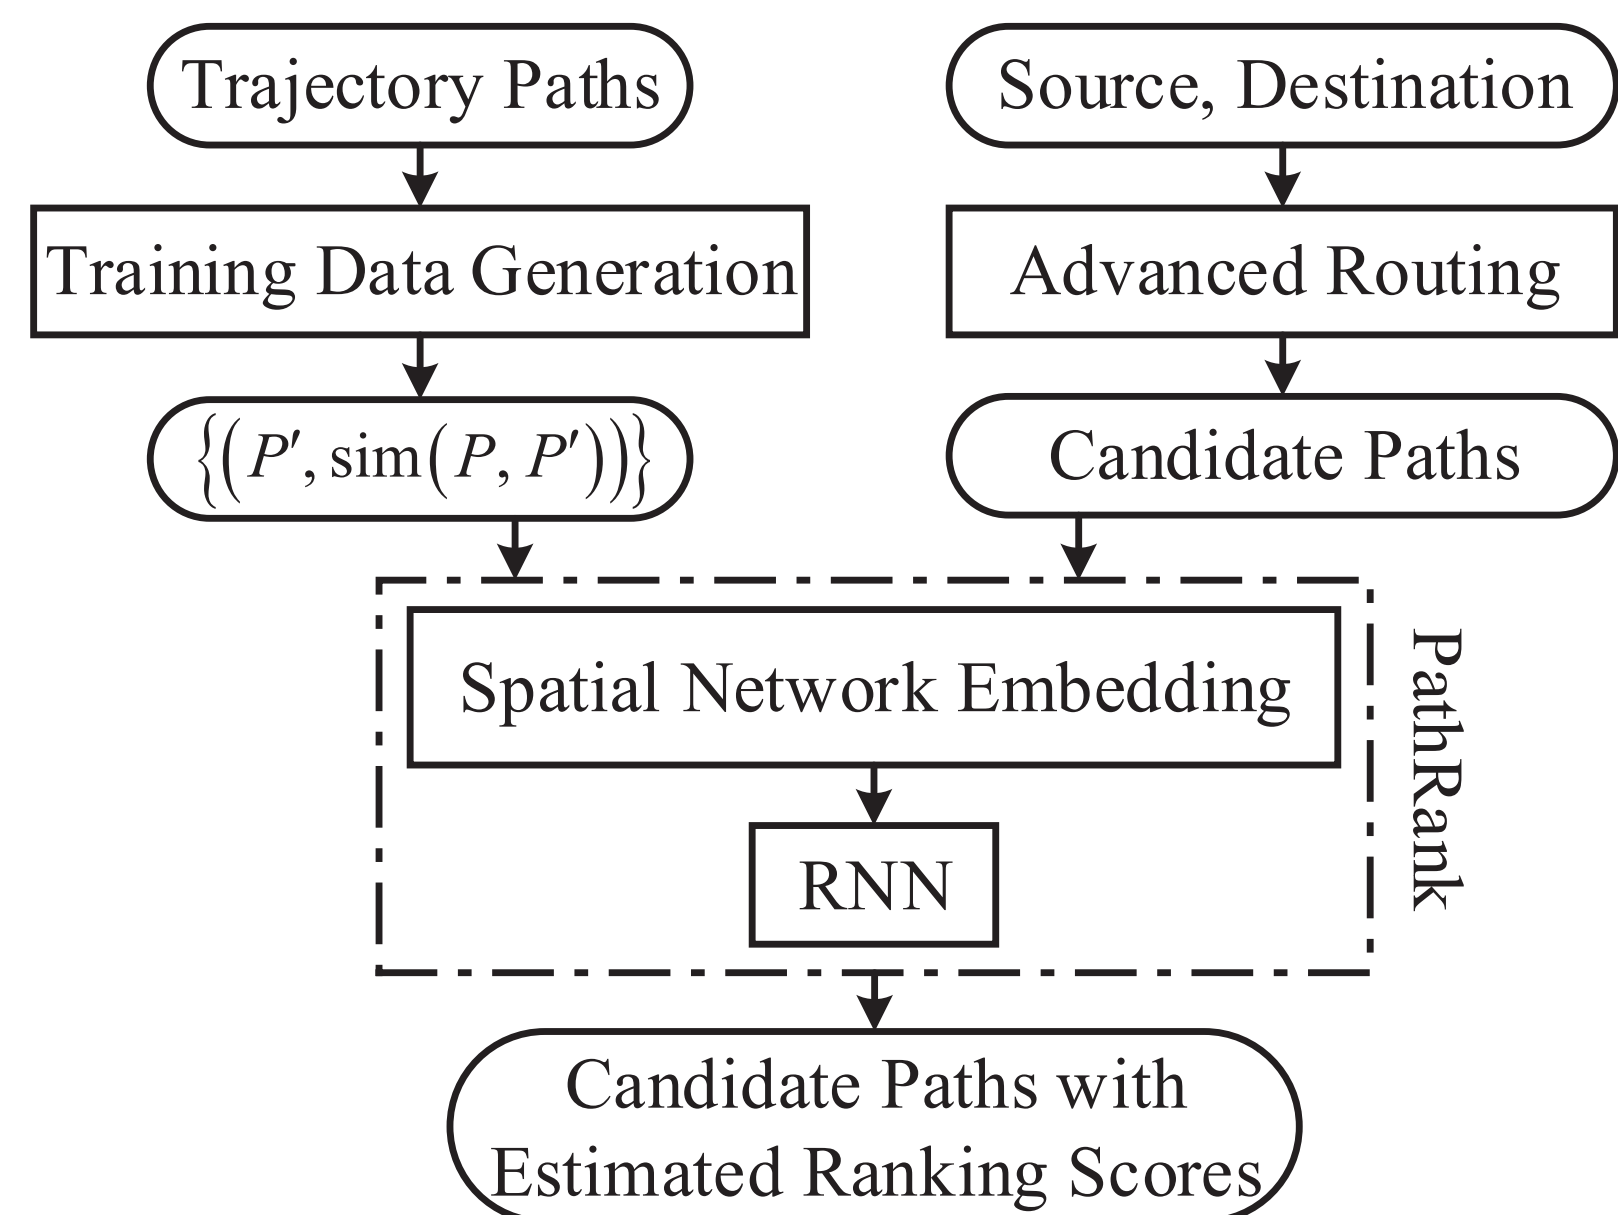 Trajectory Paths
Source, Destination
Training Data Generation
Advanced Routing
{(P′, sim(P, P′))}
Candidate Paths
Spatial Network Embedding
PathRank
RNN
Candidate Paths with
Estimated Ranking Scores